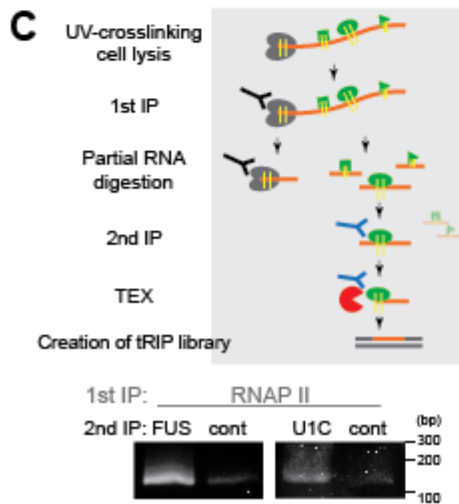 C
UV-crosslinking
cell lysis
1st IP
Partial RNA
digestion
2nd IP
TEX
Creation of tRIP library
1st IP: RNAP II
2nd IP: FUS cont U1C cont
(bp)
300
200
100